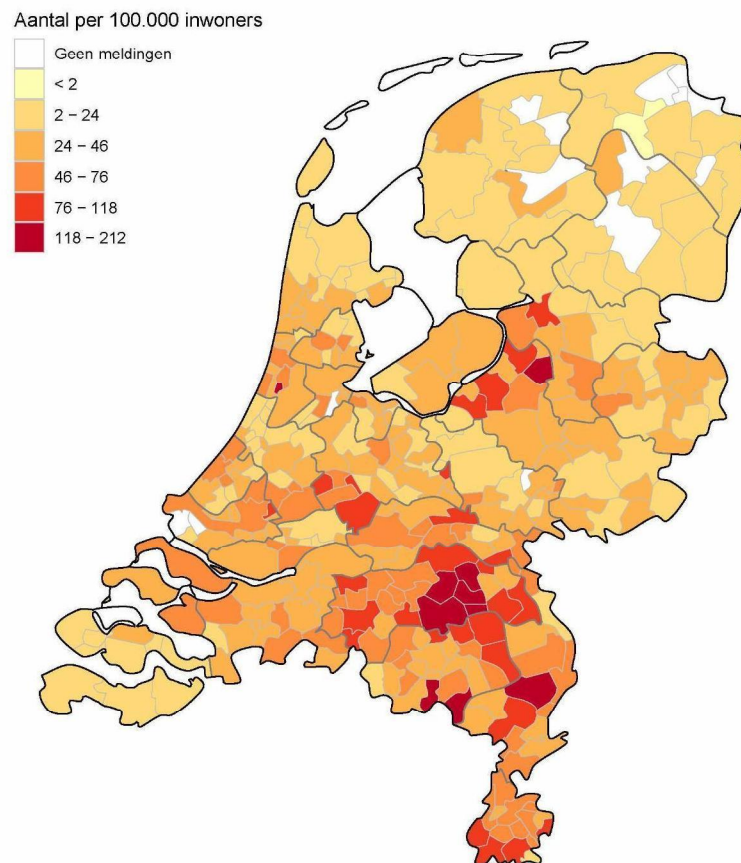 Aantal per 100.000 inwoners
Geen meldingen
< 2
2 – 24
24 – 46
46 – 76
76 – 118
118 – 212